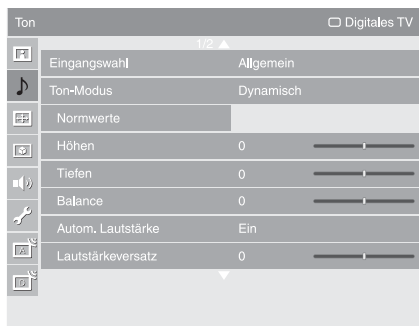 Ton Digitales TV
1/2
Eingangswahl Allgemein
Ton-Modus Dynamisch
Normwerte
Höhen 0
Tiefen 0
Balance 0
Autom. Lautstärke Ein
Lautstärkeversatz 0
A